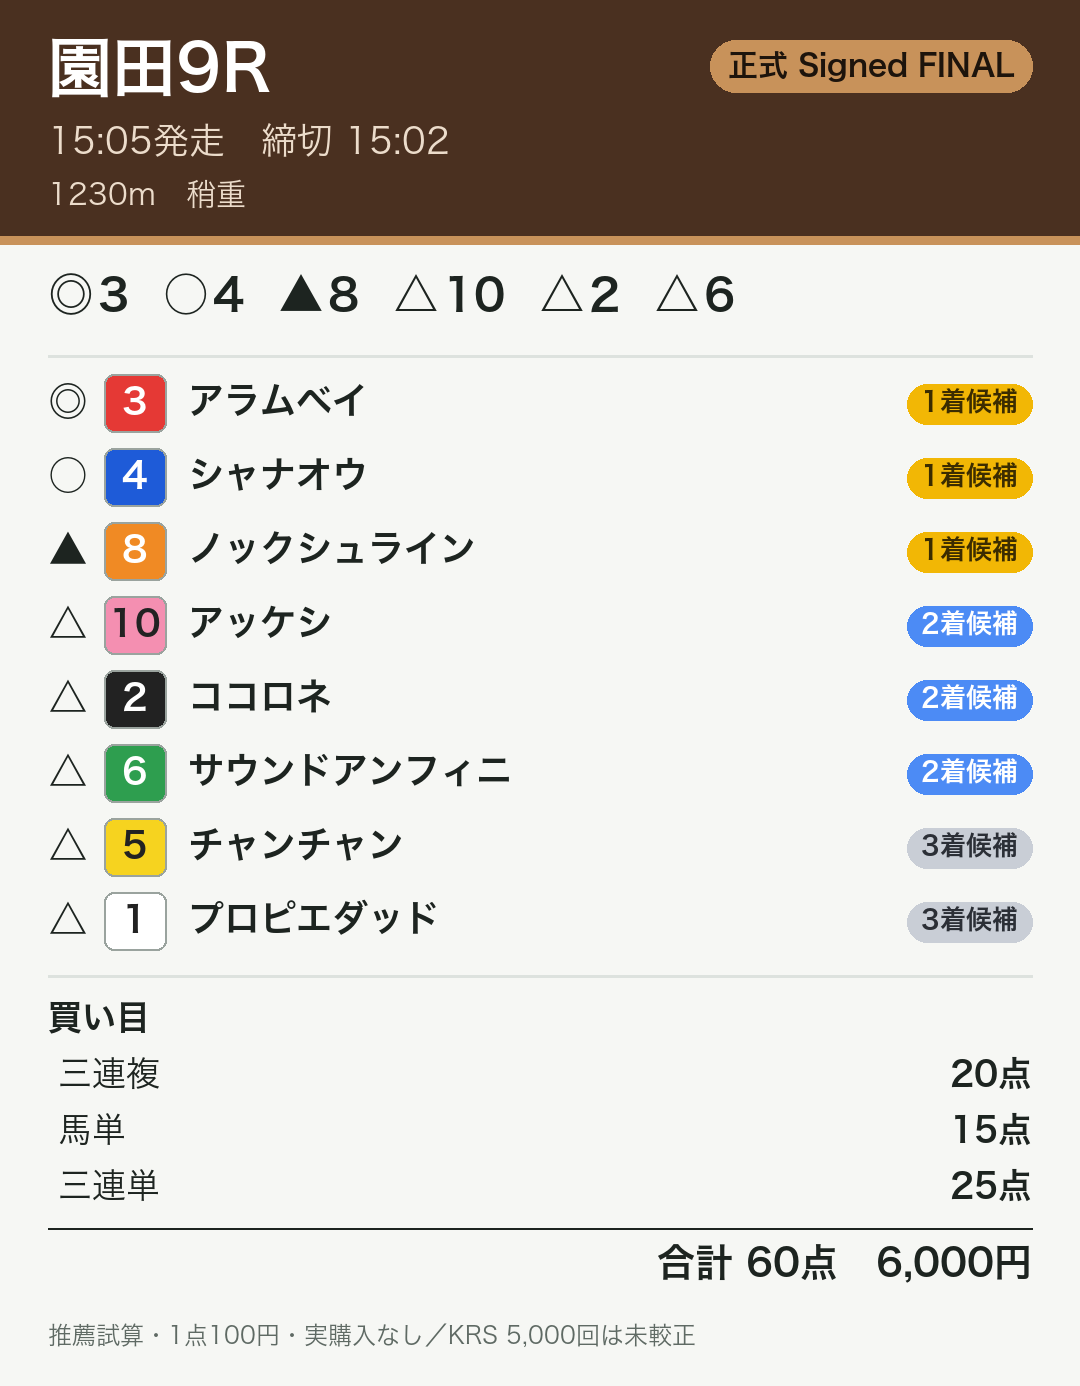 園田9R
正式 Signed FINAL
15:05発走　締切 15:02
1230m　稍重
◎3 ○4 ▲8 △10 △2 △6
◎ 3 アラムベイ 1着候補
○ 4 シャナオウ 1着候補
▲ 8 ノックシュライン 1着候補
△ 10 アッケシ 2着候補
△ 2 ココロネ 2着候補
△ 6 サウンドアンフィニ 2着候補
△ 5 チャンチャン 3着候補
△ 1 プロピエダッド 3着候補
買い目
三連複 20点
馬単 15点
三連単 25点
合計 60点　6,000円
推薦試算・1点100円・実購入なし／KRS 5,000回は未較正